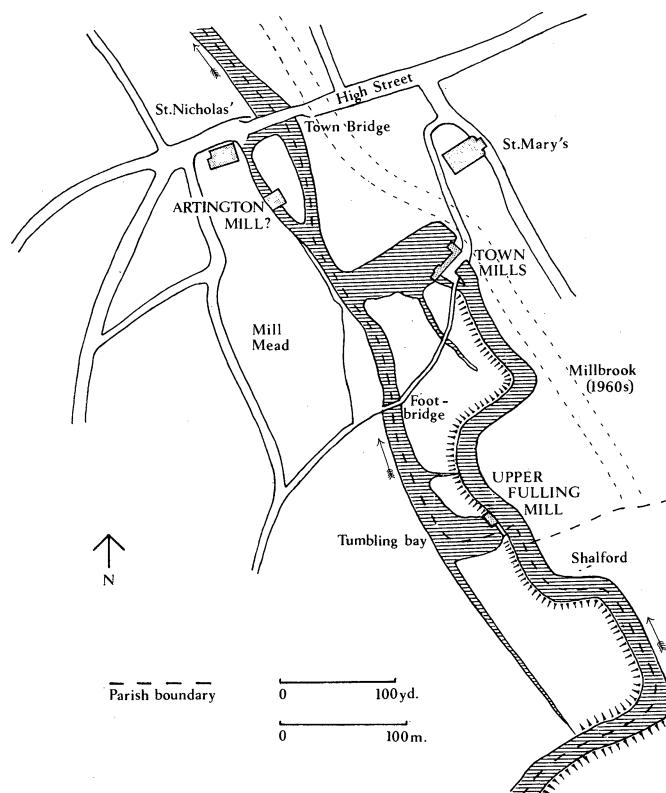 High Street
St.Nicholas'
Town Bridge
St.Mary's
ARTINGTON
MILL?
TOWN
MILLS
Mill
Mead
Millbrook
(1960s)
Foot-
bridge
UPPER
FULLING
MILL
Tumbling bay
Shalford
N
Parish boundary
0 100yd.
0 100m.